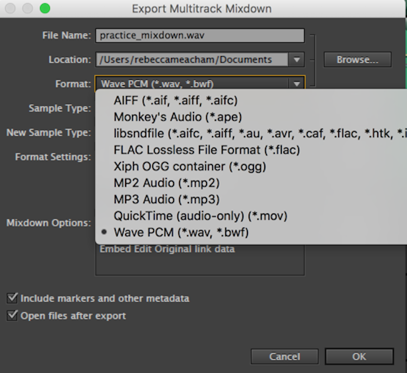 Export Multitrack Mixdown
File Name: practice_mixdown.wav
Location: /Users/rebeccameacham/Documents Browse...
Format: Wave PCM (*.wav, *.bwf)
AIFF (*.aif, *.aiff, *.aifc)
Sample Type: Monkey's Audio (*.ape)
New Sample Type: libsndfile (*.aifc, *.aiff, *.au, *.avr, *.caf, *.flac, *.htk, *.i
FLAC Lossless File Format (*.flac)
Format Settings: Xiph OGG container (*.ogg)
MP2 Audio (*.mp2)
MP3 Audio (*.mp3)
QuickTime (audio-only) (*.mov)
Mixdown Options: Wave PCM (*.wav, *.bwf)
Embed Edit Original link data
Include markers and other metadata
Open files after export
Cancel OK